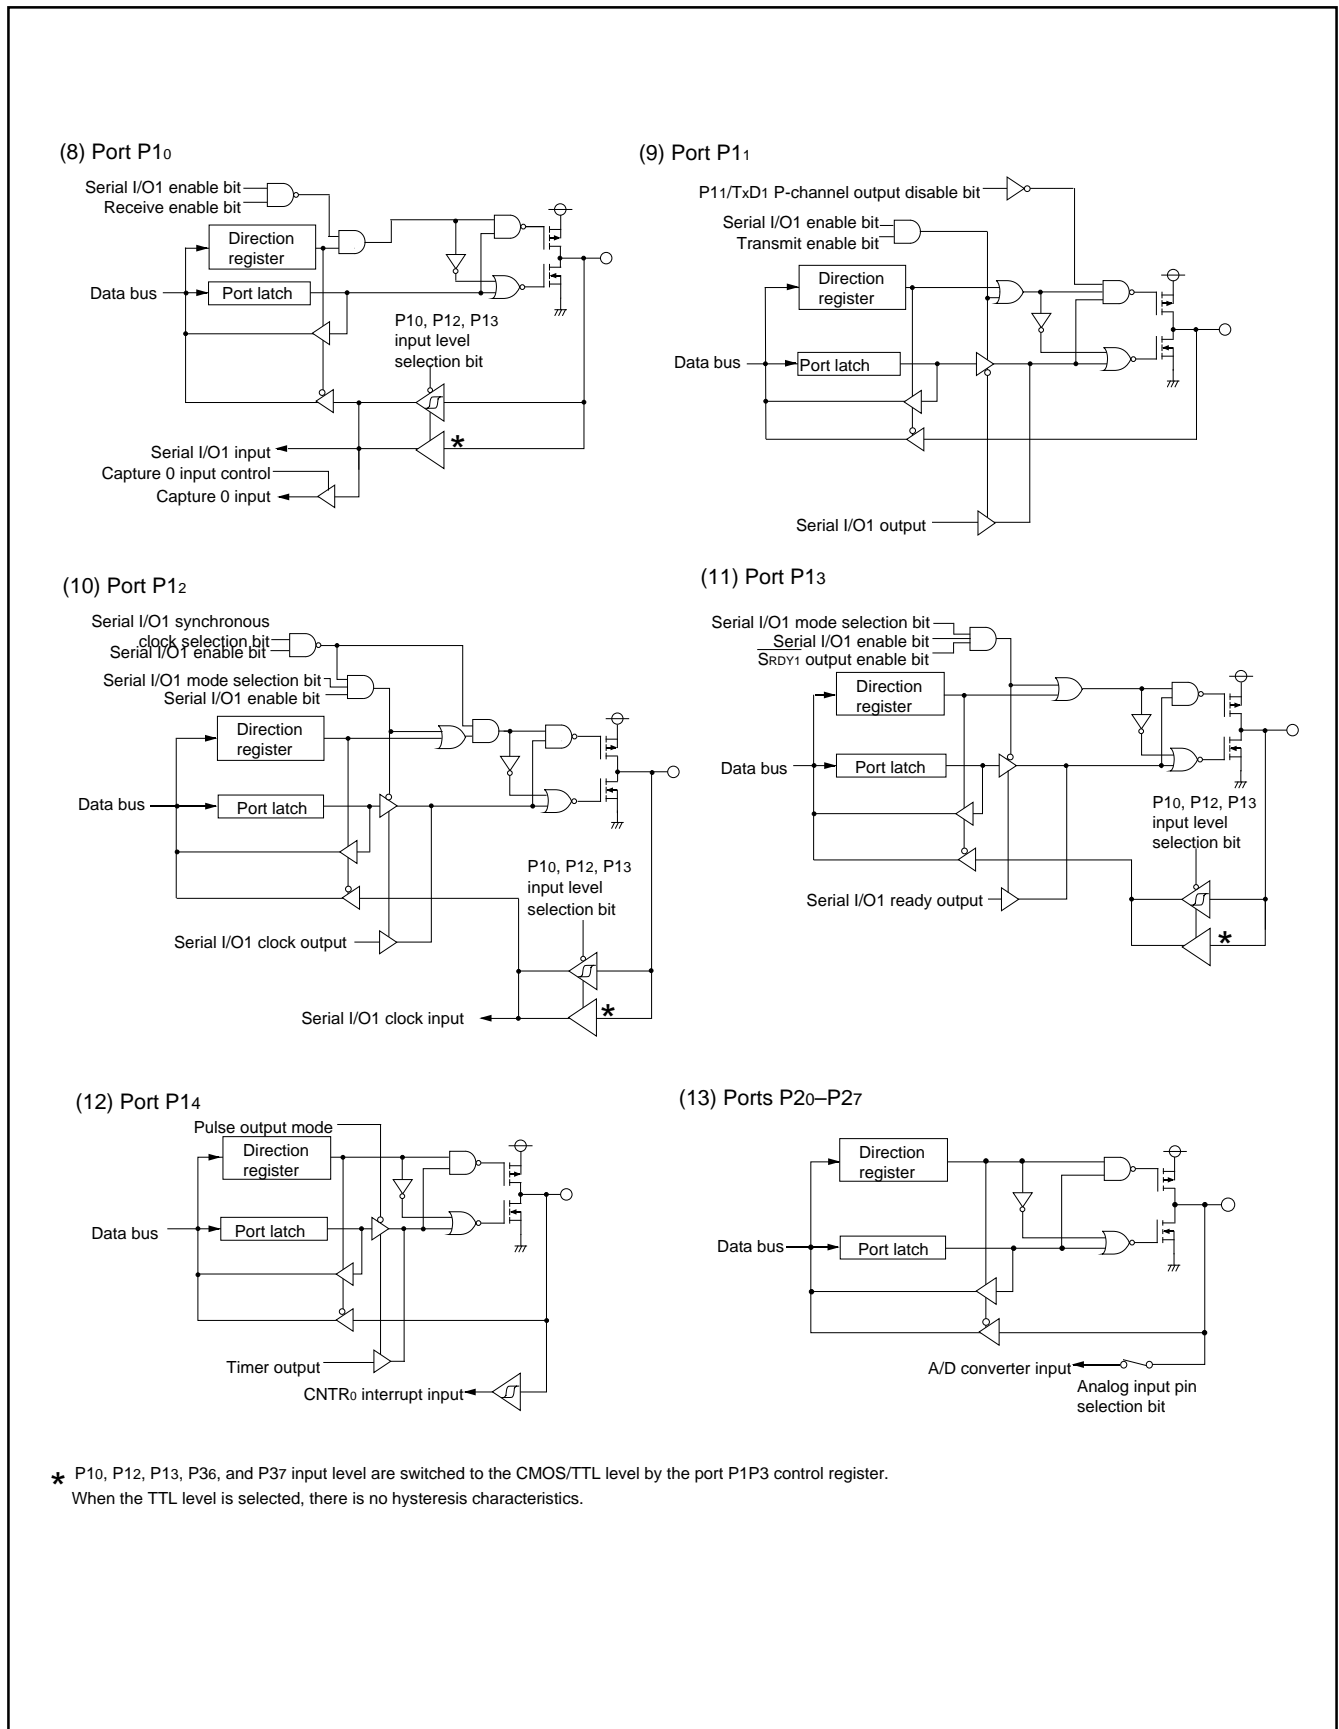 (8) Port P10
Serial I/O1 enable bit
Receive enable bit
Direction
register
Data bus
Port latch
P10, P12, P13
input level
selection bit
*
Serial I/O1 input
Capture 0 input control
Capture 0 input
(9) Port P11
P11/TxD1 P-channel output disable bit
Serial I/O1 enable bit
Transmit enable bit
Direction
register
Data bus
Port latch
Serial I/O1 output
(10) Port P12
Serial I/O1 synchronous
clock selection bit
Serial I/O1 enable bit
Serial I/O1 mode selection bit
Serial I/O1 enable bit
Direction
register
Data bus
Port latch
P10, P12, P13
input level
selection bit
Serial I/O1 clock output
*
Serial I/O1 clock input
(11) Port P13
Serial I/O1 mode selection bit
Serial I/O1 enable bit
SRDY1 output enable bit
Direction
register
Data bus
Port latch
P10, P12, P13
input level
selection bit
Serial I/O1 ready output
*
(12) Port P14
Pulse output mode
Direction
register
Data bus
Port latch
Timer output
CNTR0 interrupt input
(13) Ports P20–P27
Direction
register
Data bus
Port latch
A/D converter input
Analog input pin
selection bit
* P10, P12, P13, P36, and P37 input level are switched to the CMOS/TTL level by the port P1P3 control register.
When the TTL level is selected, there is no hysteresis characteristics.